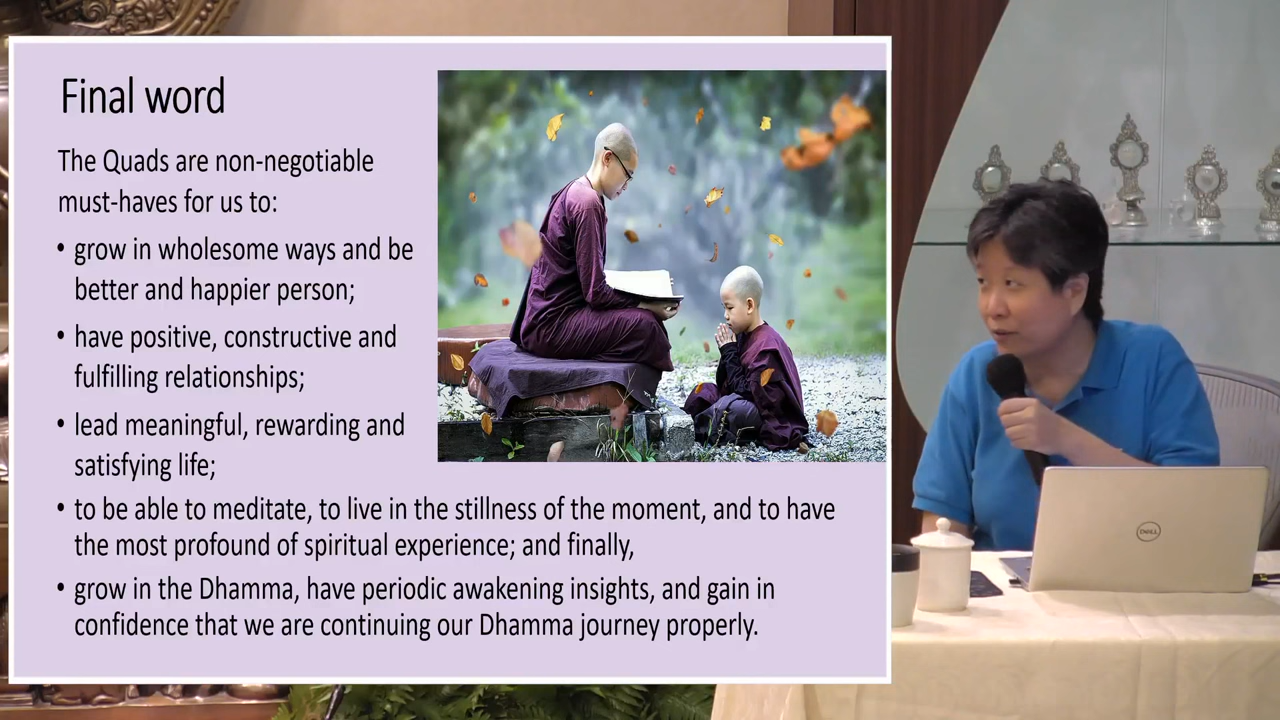 Final word
The Quads are non-negotiable
must-haves for us to:
• grow in wholesome ways and be
better and happier person;
• have positive, constructive and
fulfilling relationships;
• lead meaningful, rewarding and
satisfying life;
• to be able to meditate, to live in the stillness of the moment, and to have
the most profound of spiritual experience; and finally,
• grow in the Dhamma, have periodic awakening insights, and gain in
confidence that we are continuing our Dhamma journey properly.
DELL